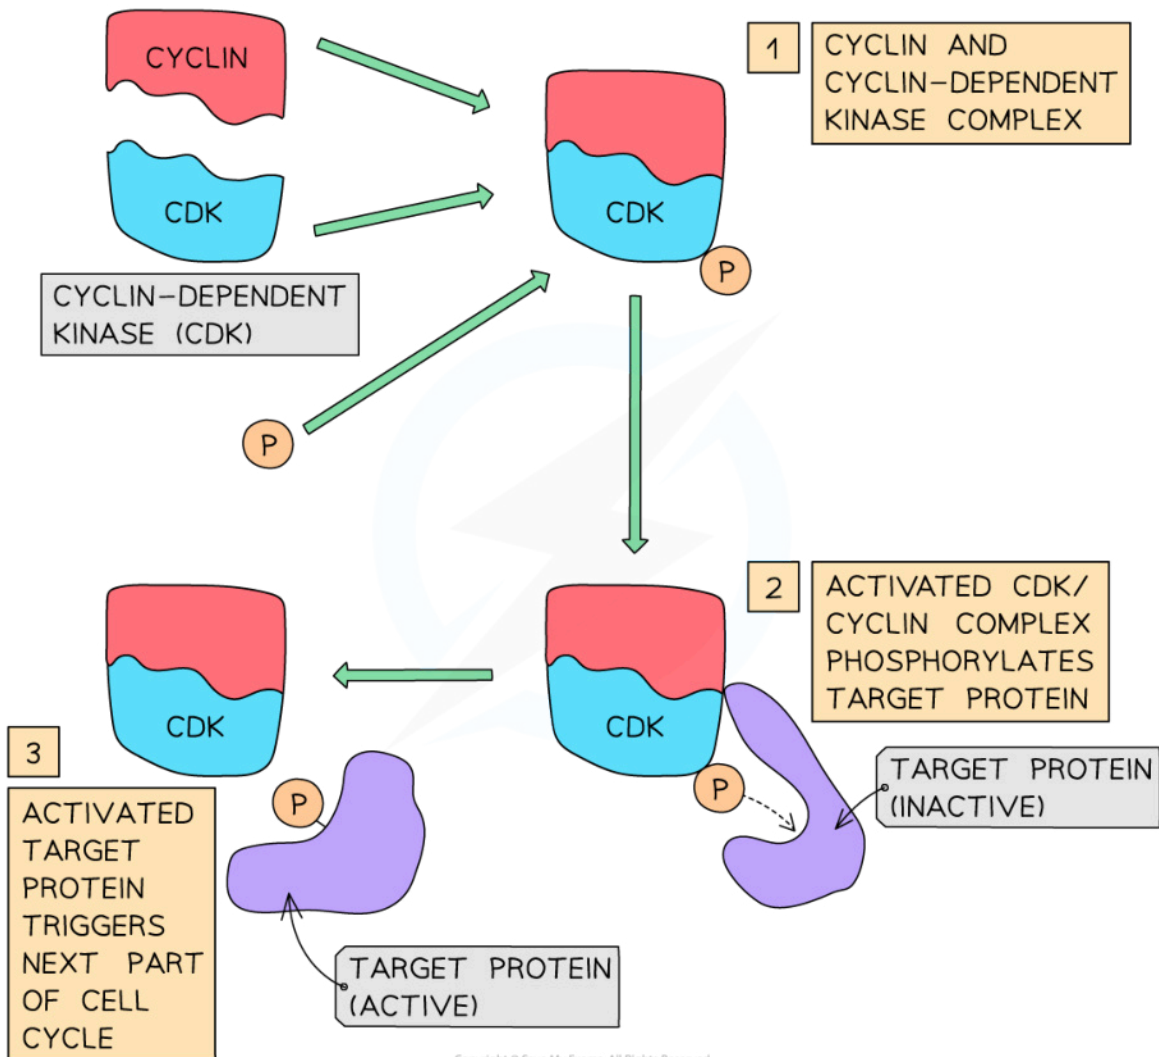 CYCLIN
CDK
CYCLIN-DEPENDENT
KINASE (CDK)
P
CDK
P
1
CYCLIN AND
CYCLIN-DEPENDENT
KINASE COMPLEX
2
ACTIVATED CDK/
CYCLIN COMPLEX
PHOSPHORYLATES
TARGET PROTEIN
CDK
P
TARGET PROTEIN
(INACTIVE)
CDK
P
3
ACTIVATED
TARGET
PROTEIN
TRIGGERS
NEXT PART
OF CELL
CYCLE
TARGET PROTEIN
(ACTIVE)